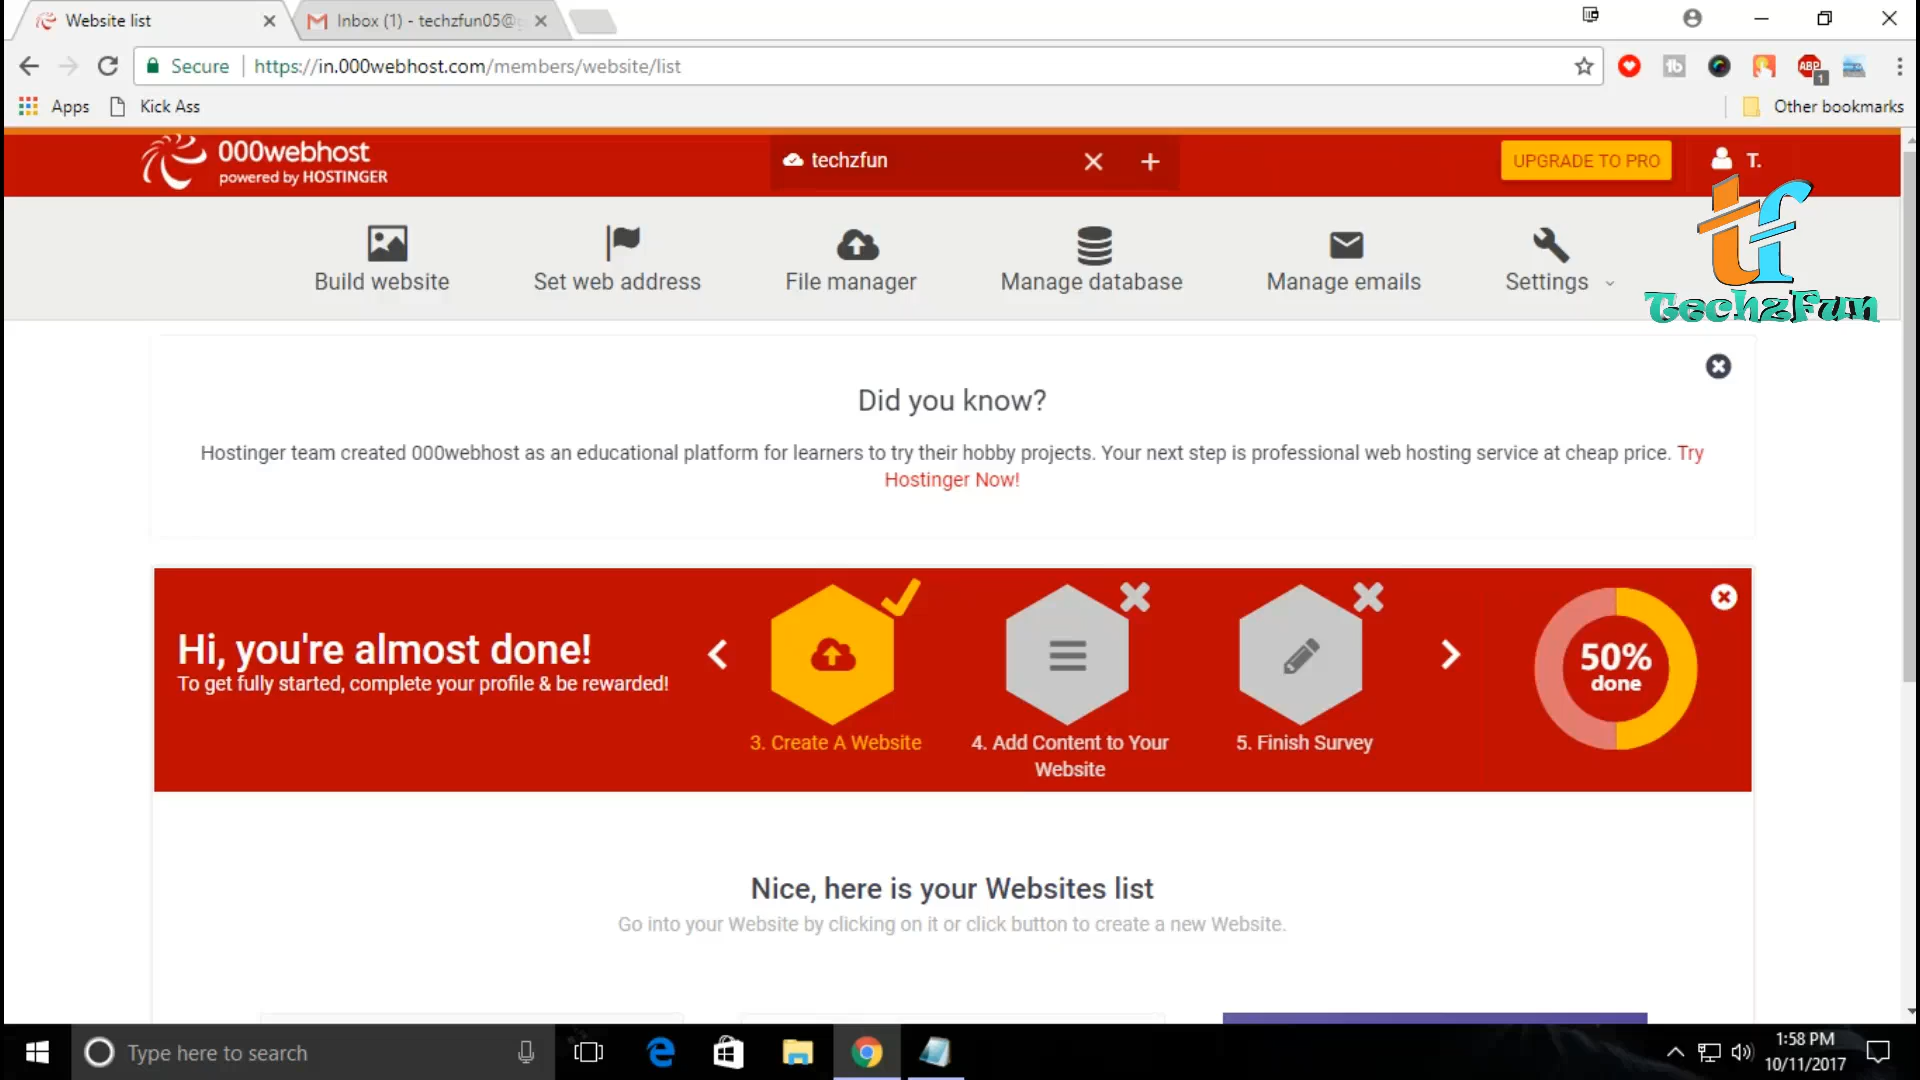 Website list
Inbox (1) - techzfun05@
Secure
https://in.000webhost.com/members/website/list
ABP
1
Apps
Kick Ass
Other bookmarks
000webhost
powered by HOSTINGER
techzfun
UPGRADE TO PRO
T.
tf
TechzFun
Build website
Set web address
File manager
Manage database
Manage emails
Settings
Did you know?
Hostinger team created 000webhost as an educational platform for learners to try their hobby projects. Your next step is professional web hosting service at cheap price. Try
Hostinger Now!
Hi, you're almost done!
To get fully started, complete your profile & be rewarded!
3. Create A Website
4. Add Content to Your
Website
5. Finish Survey
50%
done
Nice, here is your Websites list
Go into your Website by clicking on it or click button to create a new Website.
Type here to search
1:58 PM
10/11/2017